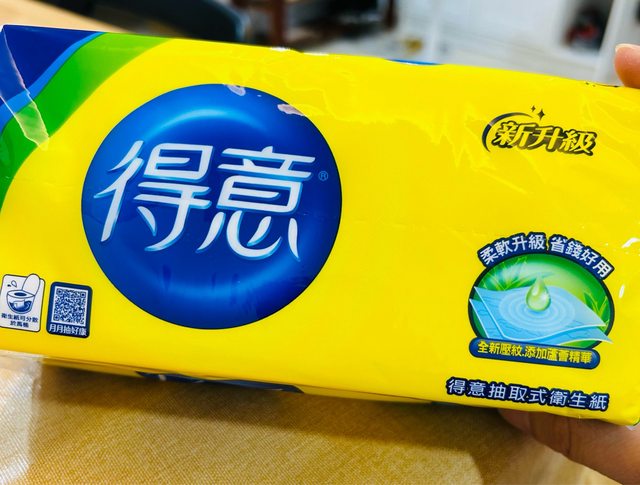 得意®
新升級
柔軟升級 省錢好用
全新壓紋.添加蘆薈精華
得意抽取式衛生紙
衛生紙可分散
於馬桶
月月抽好康